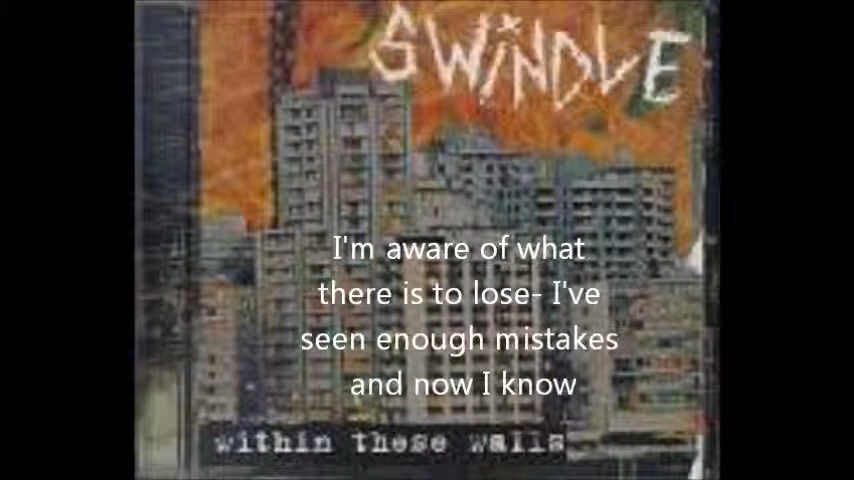 SWINDLE
I'm aware of what
there is to lose- I've
seen enough mistakes
and now I know
within these walls